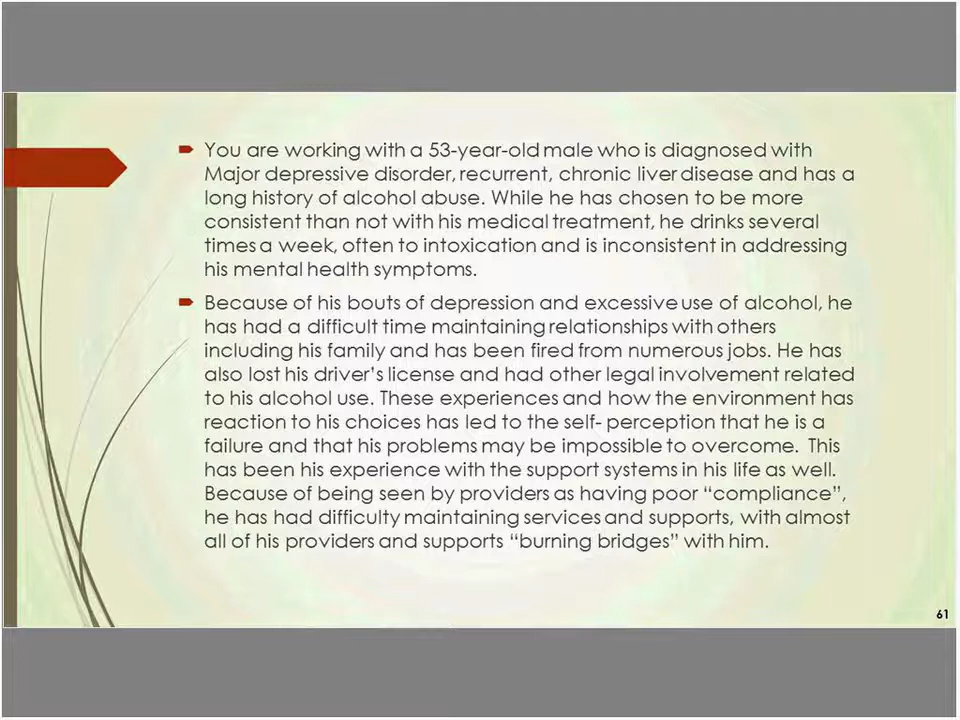 You are working with a 53-year-old male who is diagnosed with
Major depressive disorder, recurrent, chronic liver disease and has a
long history of alcohol abuse. While he has chosen to be more
consistent than not with his medical treatment, he drinks several
times a week, often to intoxication and is inconsistent in addressing
his mental health symptoms.
Because of his bouts of depression and excessive use of alcohol, he
has had a difficult time maintaining relationships with others
including his family and has been fired from numerous jobs. He has
also lost his driver's license and had other legal involvement related
to his alcohol use. These experiences and how the environment has
reaction to his choices has led to the self- perception that he is a
failure and that his problems may be impossible to overcome. This
has been his experience with the support systems in his life as well.
Because of being seen by providers as having poor “compliance”,
he has had difficulty maintaining services and supports, with almost
all of his providers and supports “burning bridges” with him.
61